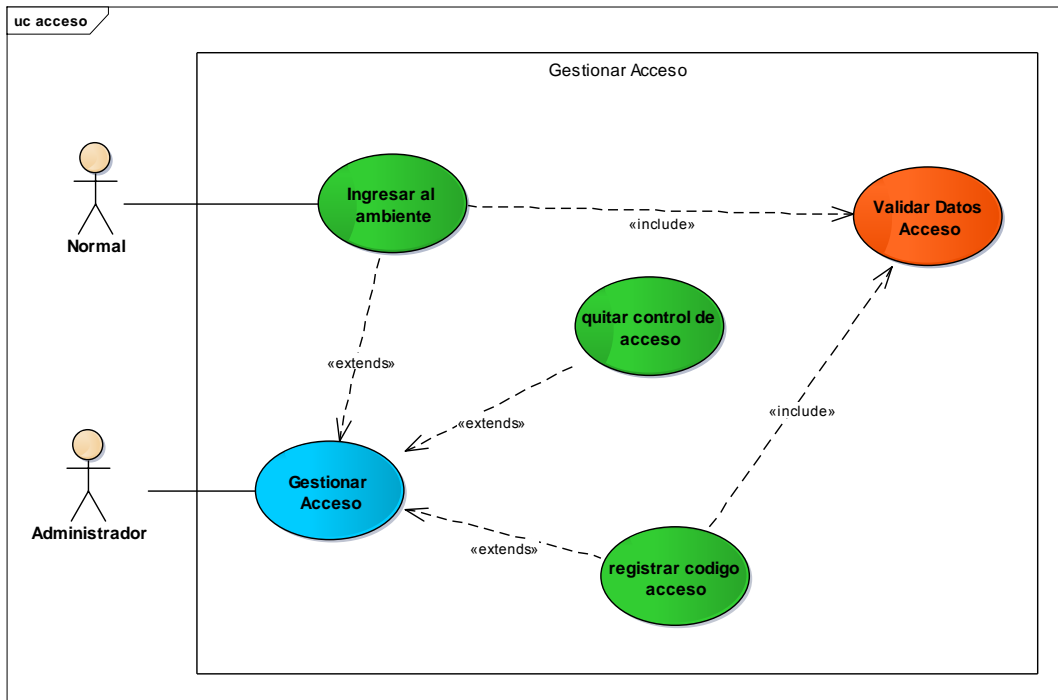 uc acceso
Gestionar Acceso
Ingresar al
ambiente
Validar Datos
Acceso
«include»
Normal
quitar control de
acceso
«extends»
«include»
«extends»
Gestionar
Acceso
Administrador
«extends»
registrar codigo
acceso